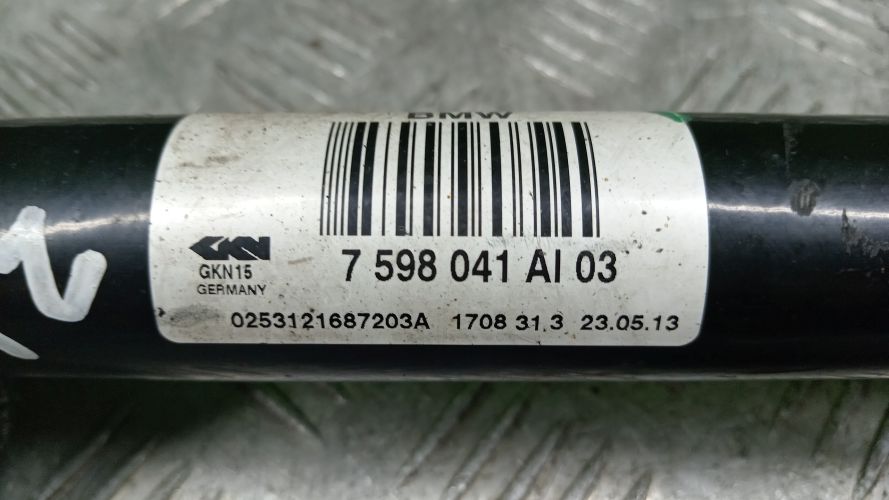 BMW
GKN
GKN15
GERMANY
7 598 041 AI 03
0253121687203A 1708 31.3 23.05.13